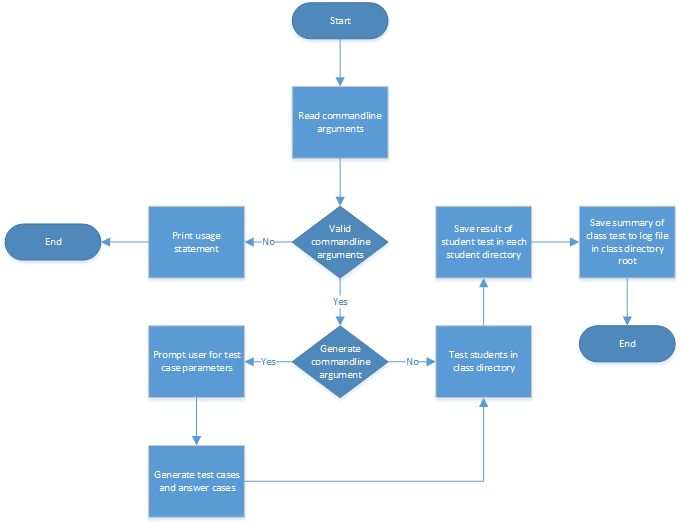 Start
Read commandline
arguments
End
Print usage
statement
No
Valid
commandline
arguments
Save result of
student test in each
student directory
Save summary of
class test to log file
in class directory
root
Yes
Prompt user for test
case parameters
Yes
Generate
commandline
argument
No
Test students in
class directory
End
Generate test cases
and answer cases